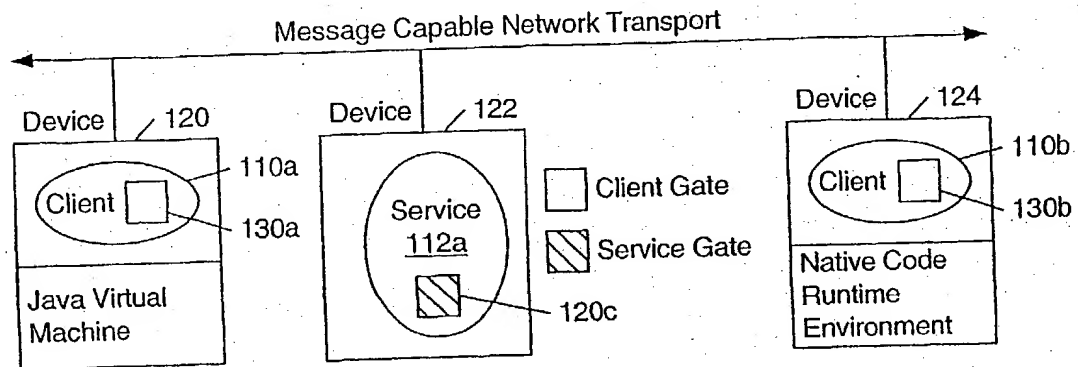 Message Capable Network Transport
Device
120
Device
122
Device
124
110a
Client
130a
Java Virtual
Machine
Service
112a
120c
Client Gate
Service Gate
110b
Client
130b
Native Code
Runtime
Environment